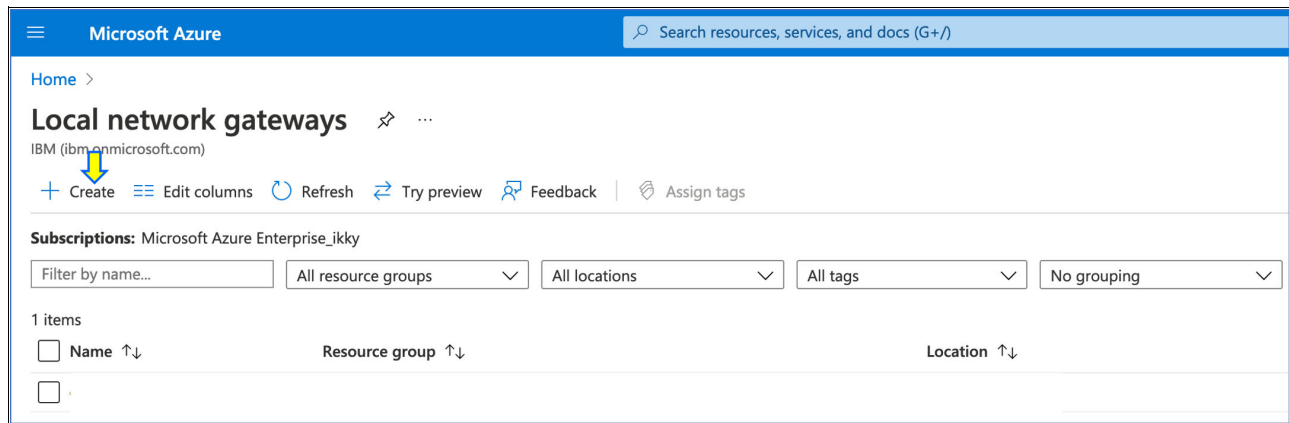 Microsoft Azure
Search resources, services, and docs (G+/)
Home >
Local network gateways ...
IBM (ibm.onmicrosoft.com)
+ Create Edit columns Refresh Try preview Feedback | Assign tags
Subscriptions: Microsoft Azure Enterprise_ikky
Filter by name... All resource groups All locations All tags No grouping
1 items
Name ↑↓ Resource group ↑↓ Location ↑↓